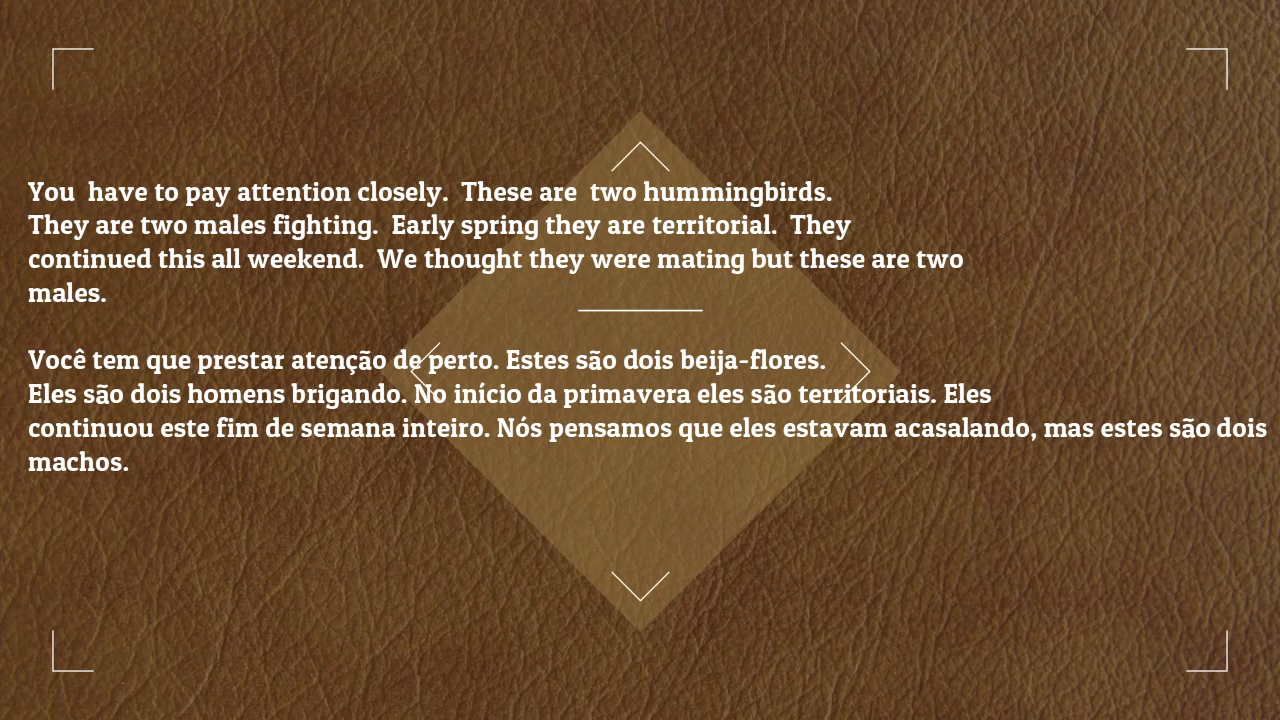 You  have to pay attention closely.  These are  two hummingbirds.
They are two males fighting.  Early spring they are territorial.  They
continued this all weekend.  We thought they were mating but these are two
males.
Você tem que prestar atenção de perto. Estes são dois beija-flores.
Eles são dois homens brigando. No início da primavera eles são territoriais. Eles
continuou este fim de semana inteiro. Nós pensamos que eles estavam acasalando, mas estes são dois
machos.